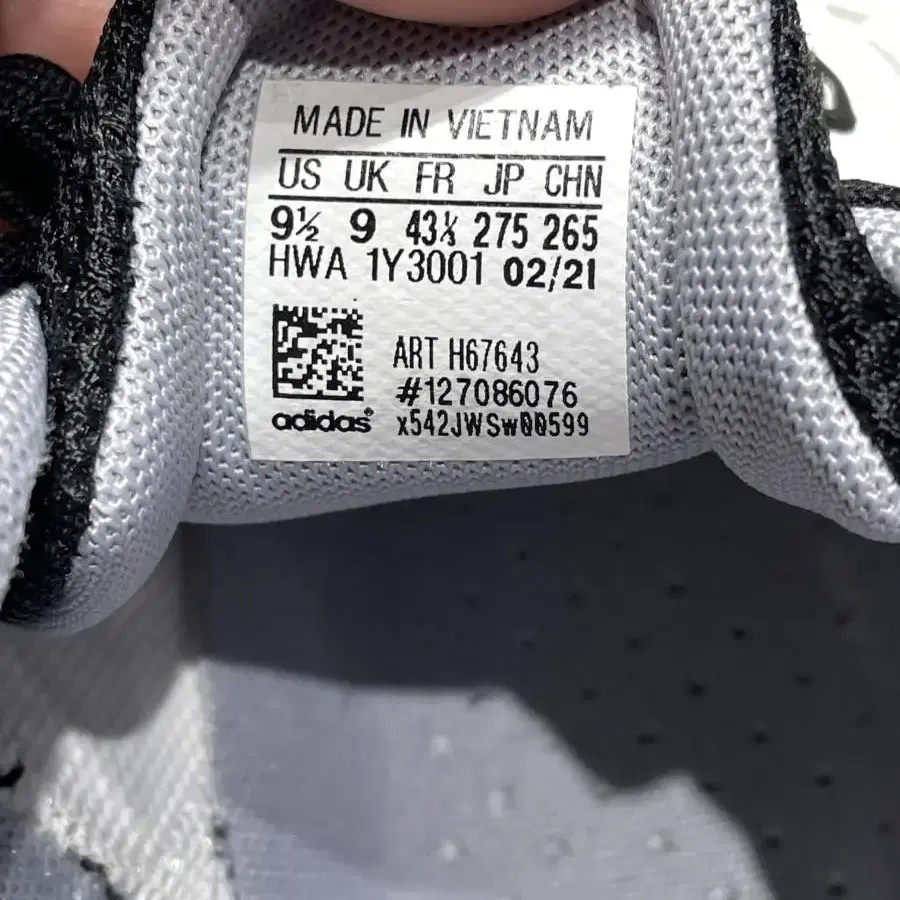 MADE IN VIETNAM
US UK FR JP CHN
9½ 9 43⅓ 275 265
HWA 1Y3001 02/21
ART H67643
#127086076
adidas® x542JWSw00599